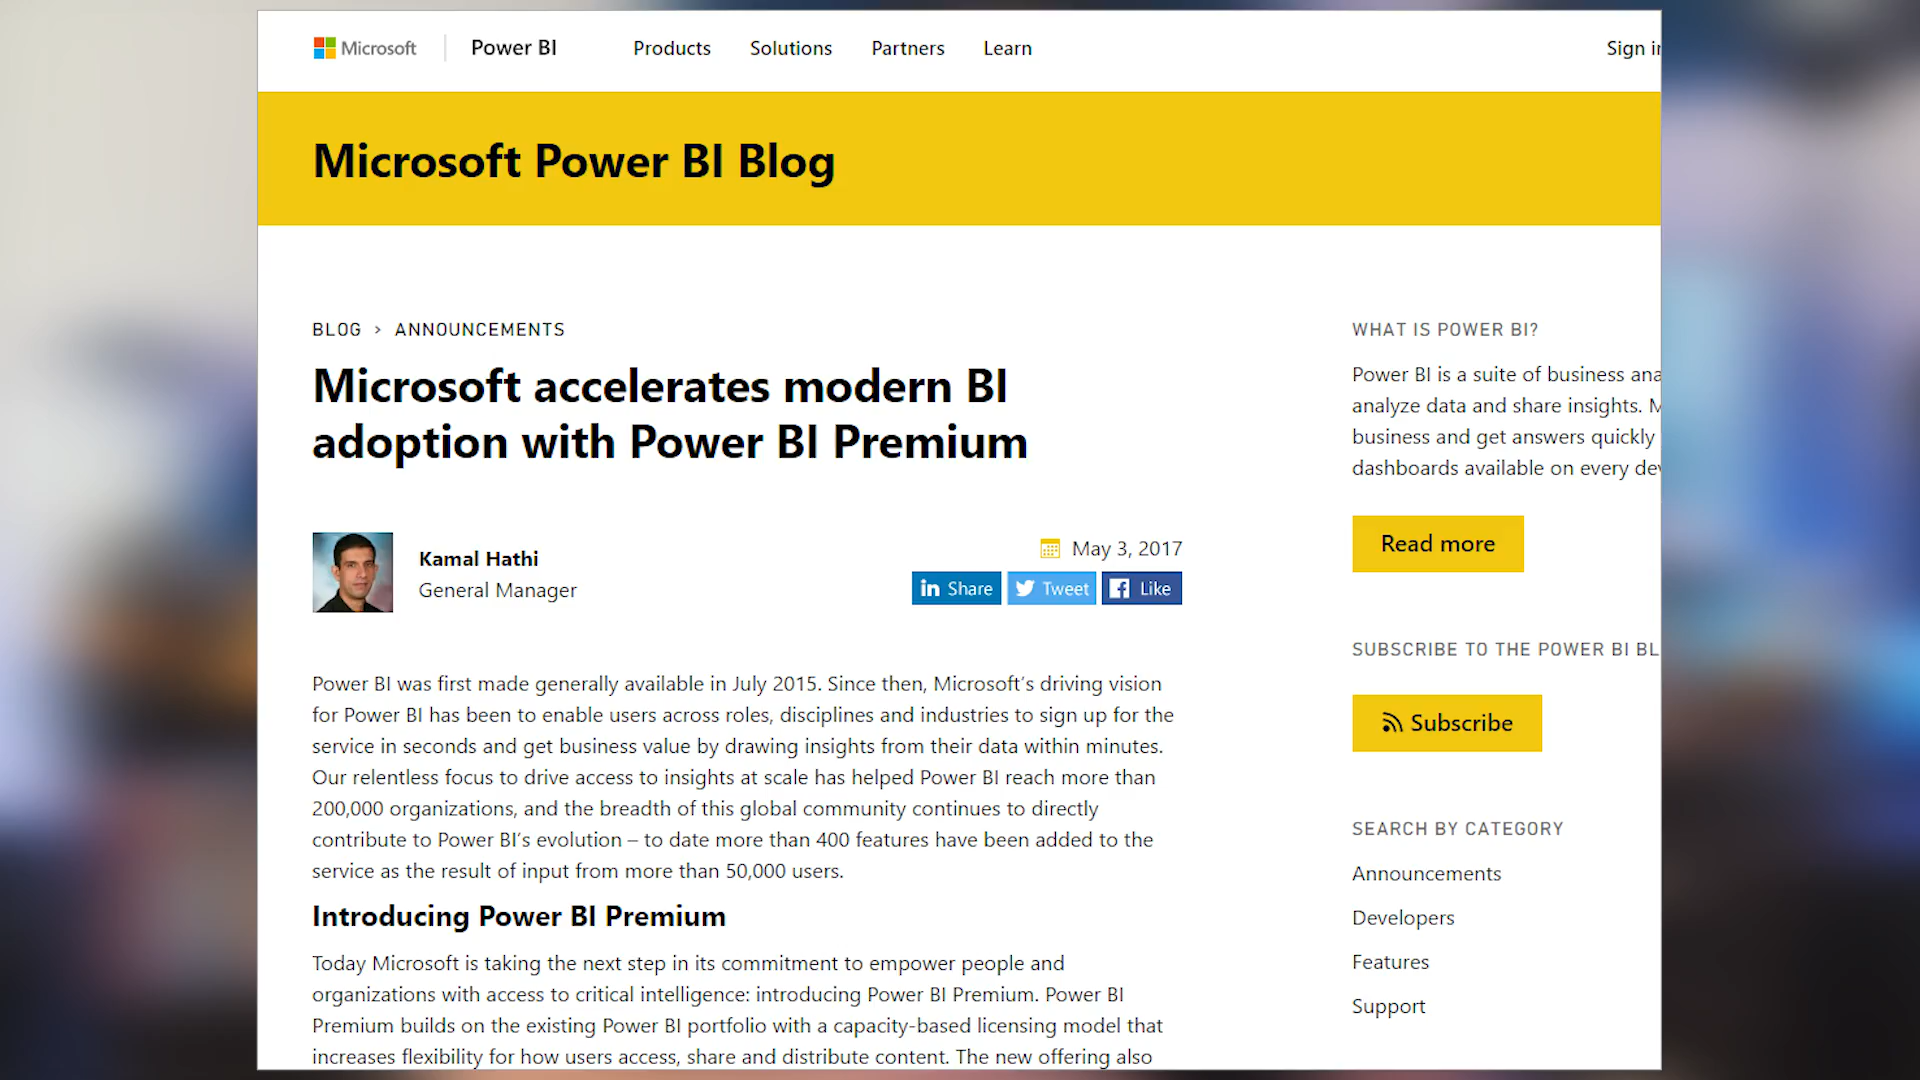 Microsoft
Power BI
Products
Solutions
Partners
Learn
Sign in
Microsoft Power BI Blog
BLOG > ANNOUNCEMENTS
Microsoft accelerates modern BI
adoption with Power BI Premium
Kamal Hathi
General Manager
May 3, 2017
in Share
Tweet
Like
Power BI was first made generally available in July 2015. Since then, Microsoft's driving vision
for Power BI has been to enable users across roles, disciplines and industries to sign up for the
service in seconds and get business value by drawing insights from their data within minutes.
Our relentless focus to drive access to insights at scale has helped Power BI reach more than
200,000 organizations, and the breadth of this global community continues to directly
contribute to Power BI's evolution – to date more than 400 features have been added to the
service as the result of input from more than 50,000 users.
Introducing Power BI Premium
Today Microsoft is taking the next step in its commitment to empower people and
organizations with access to critical intelligence: introducing Power BI Premium. Power BI
Premium builds on the existing Power BI portfolio with a capacity-based licensing model that
increases flexibility for how users access, share and distribute content. The new offering also
WHAT IS POWER BI?
Power BI is a suite of business ana
analyze data and share insights. M
business and get answers quickly
dashboards available on every dev
Read more
SUBSCRIBE TO THE POWER BI BL
Subscribe
SEARCH BY CATEGORY
Announcements
Developers
Features
Support